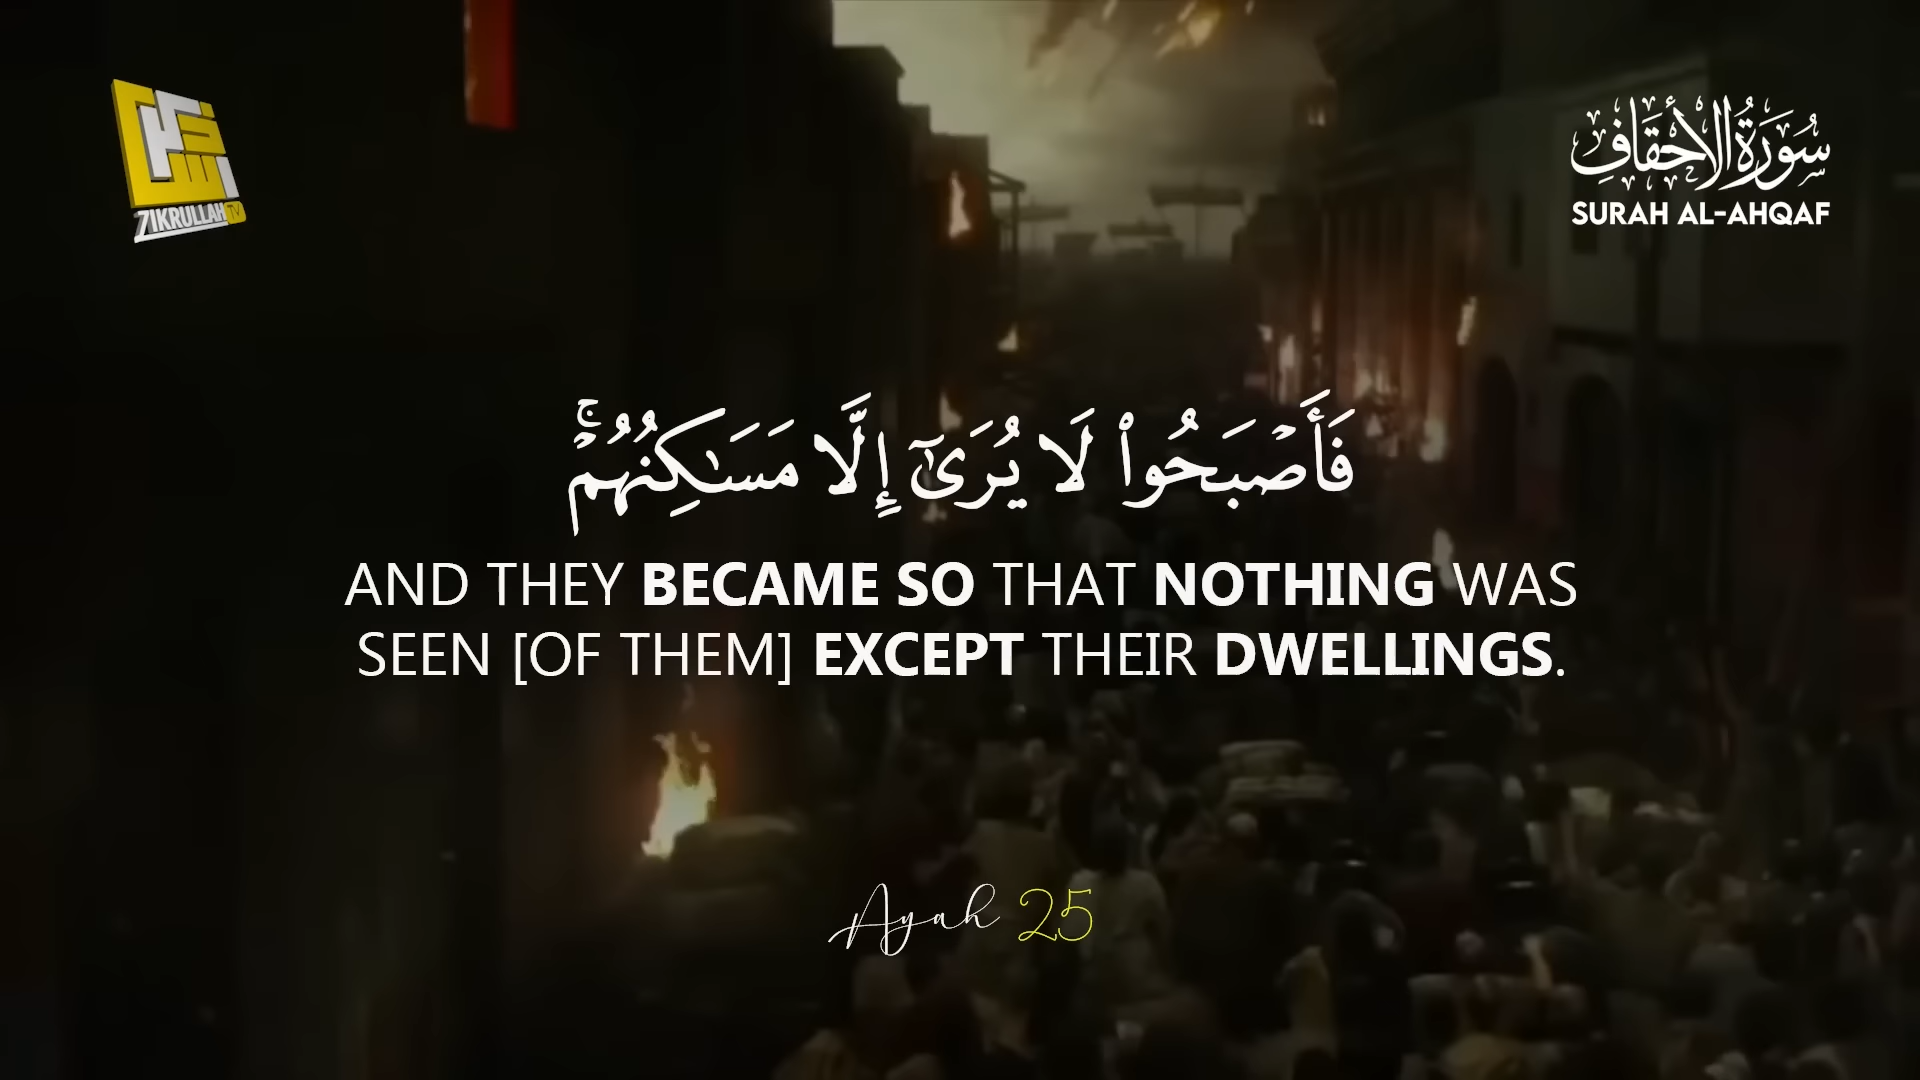 ZIKRULLAH TV
سُورَةُ الأَحْقَافِ
SURAH AL-AHQAF
فَأَصۡبَحُواْ لَا يُرَىٰٓ إِلَّا مَسَٰكِنُهُمۡۚ
AND THEY BECAME SO THAT NOTHING WAS
SEEN [OF THEM] EXCEPT THEIR DWELLINGS.
Ayah 25